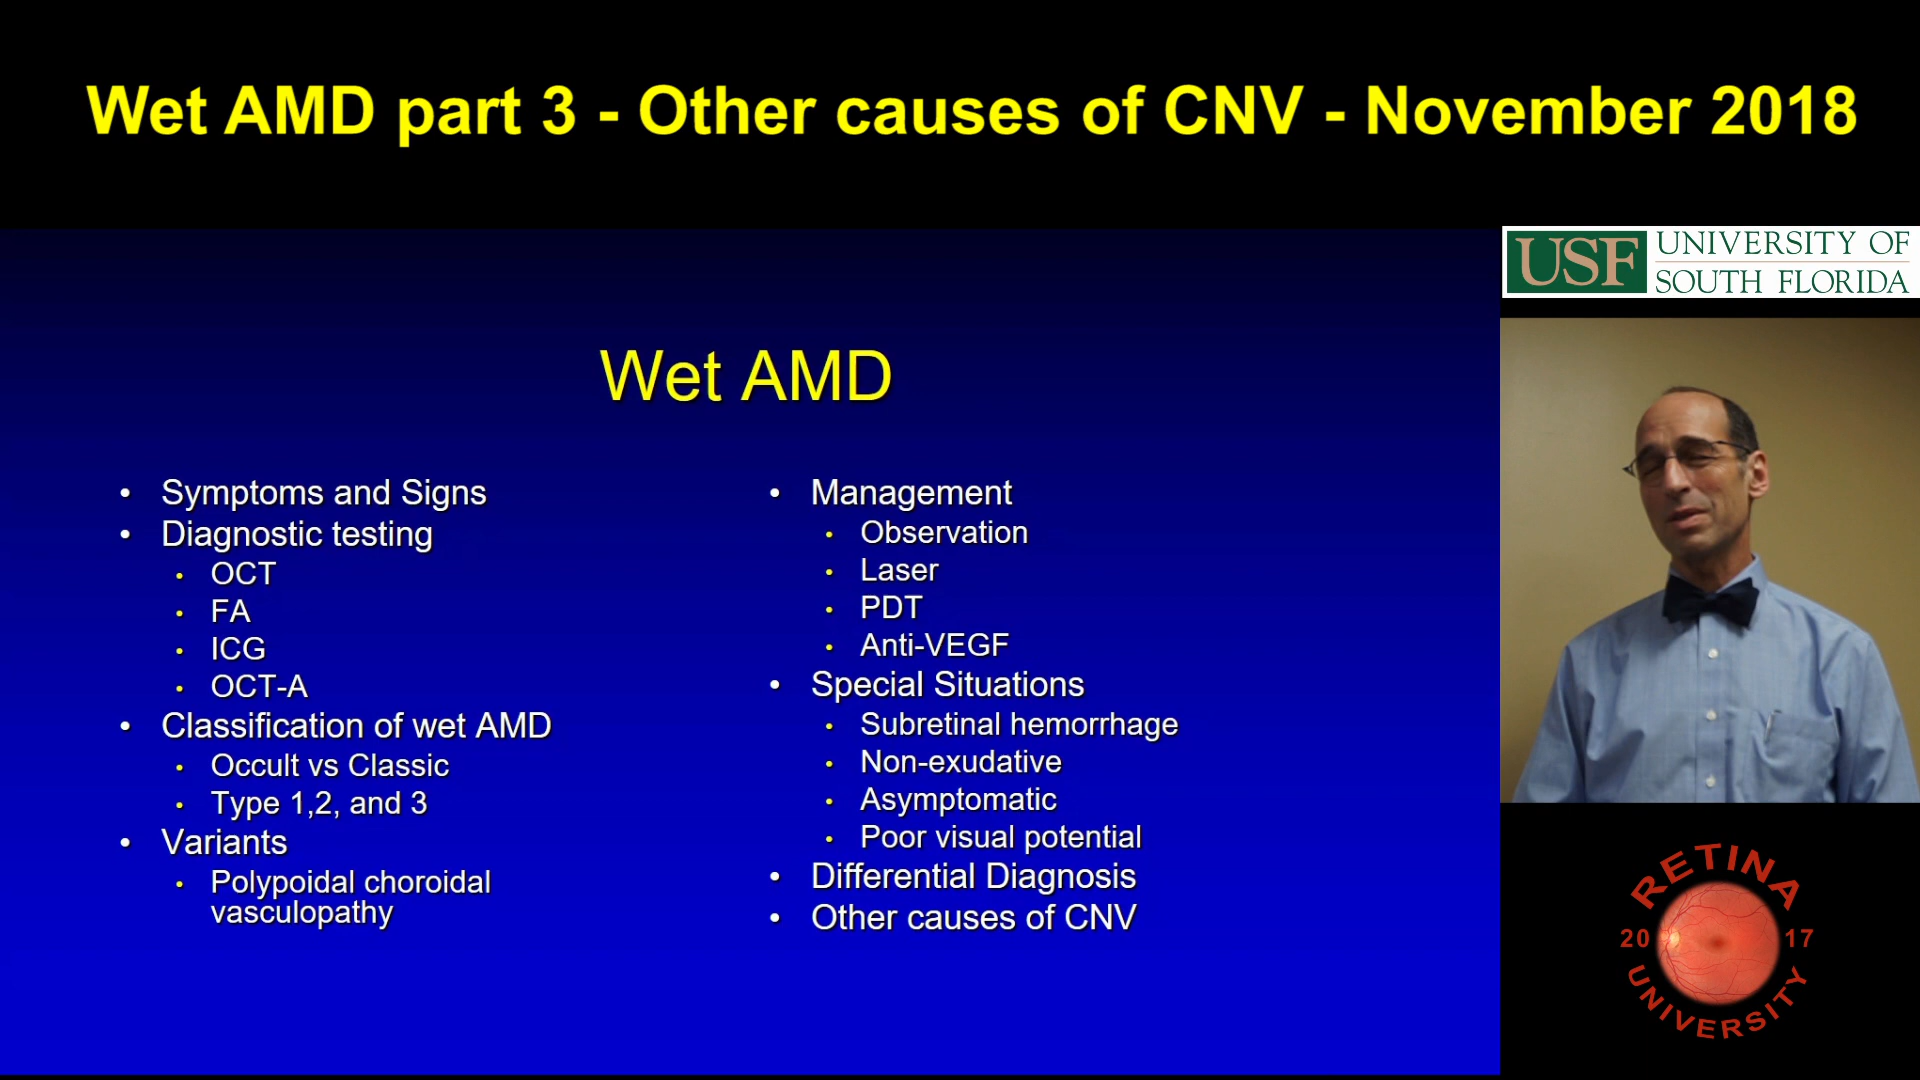 Wet AMD part 3 - Other causes of CNV - November 2018
USF UNIVERSITY OF
SOUTH FLORIDA
Wet AMD
• Symptoms and Signs
• Diagnostic testing
• OCT
• FA
• ICG
• OCT-A
• Classification of wet AMD
• Occult vs Classic
• Type 1,2, and 3
• Variants
• Polypoidal choroidal
vasculopathy
• Management
• Observation
• Laser
• PDT
• Anti-VEGF
• Special Situations
• Subretinal hemorrhage
• Non-exudative
• Asymptomatic
• Poor visual potential
• Differential Diagnosis
• Other causes of CNV
RETINA
20 17
UNIVERSITY